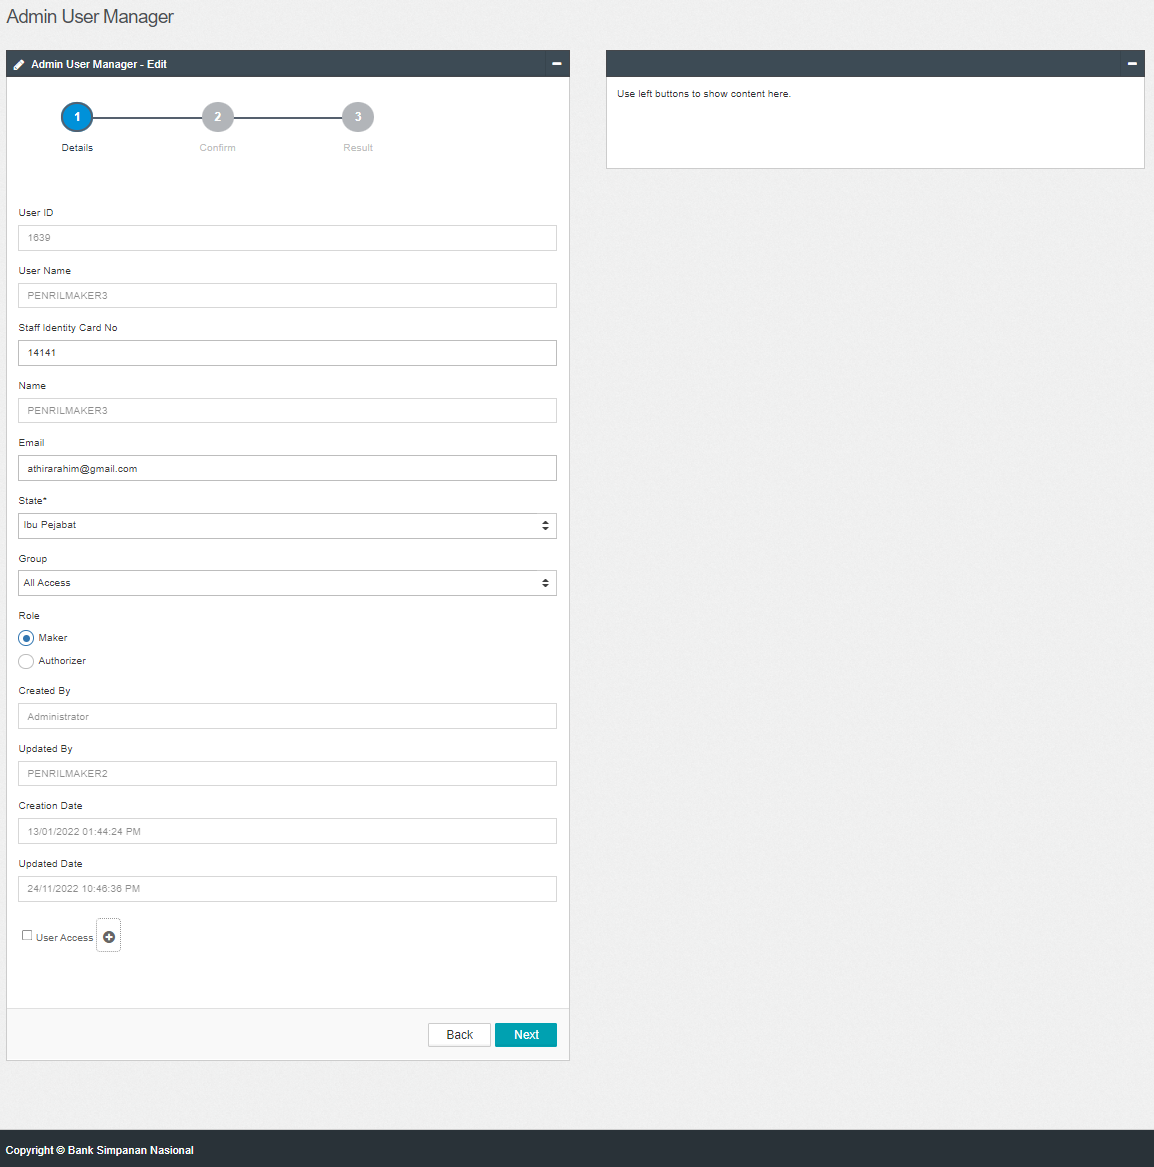 Admin User Manager
Admin User Manager - Edit
1
2
3
Details
Confirm
Result
User ID
1639
User Name
PENRILMAKER3
Staff Identity Card No
14141
Name
PENRILMAKER3
Email
athirarahim@gmail.com
State*
Ibu Pejabat
Group
All Access
Role
Maker
Authorizer
Created By
Administrator
Updated By
PENRILMAKER2
Creation Date
13/01/2022 01:44:24 PM
Updated Date
24/11/2022 10:46:36 PM
User Access
Back
Next
Use left buttons to show content here.
Copyright © Bank Simpanan Nasional